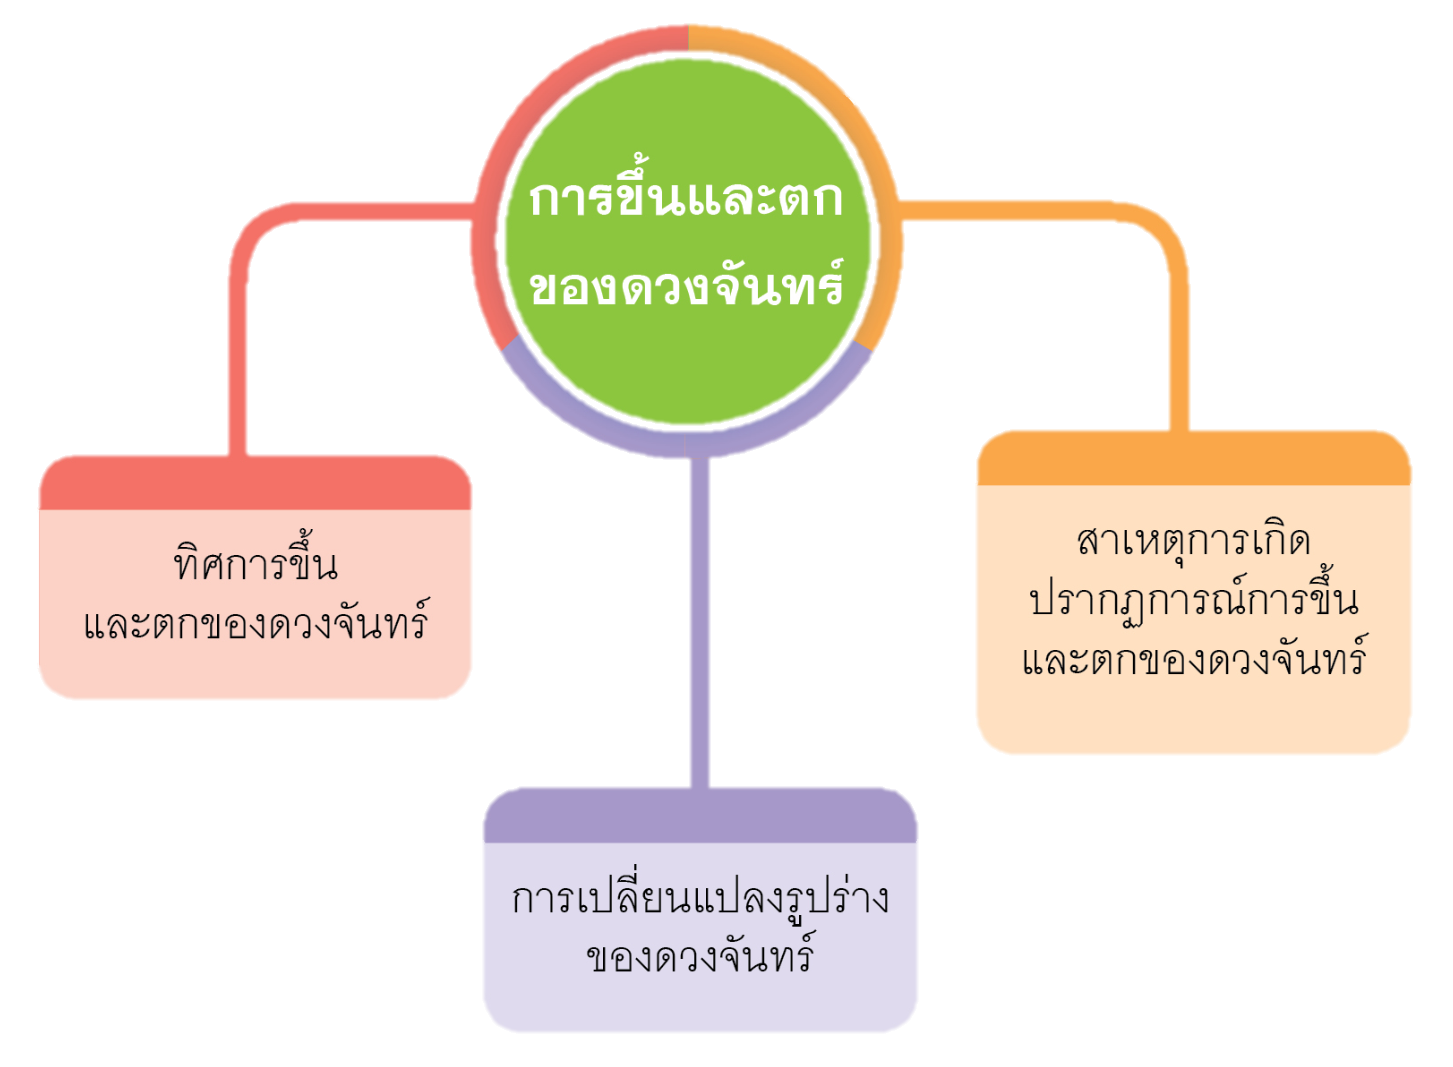 การขึ้นและตก
ของดวงจันทร์
ทิศการขึ้น
และตกของดวงจันทร์
สาเหตุการเกิด
ปรากฏการณ์การขึ้น
และตกของดวงจันทร์
การเปลี่ยนแปลงรูปร่าง
ของดวงจันทร์